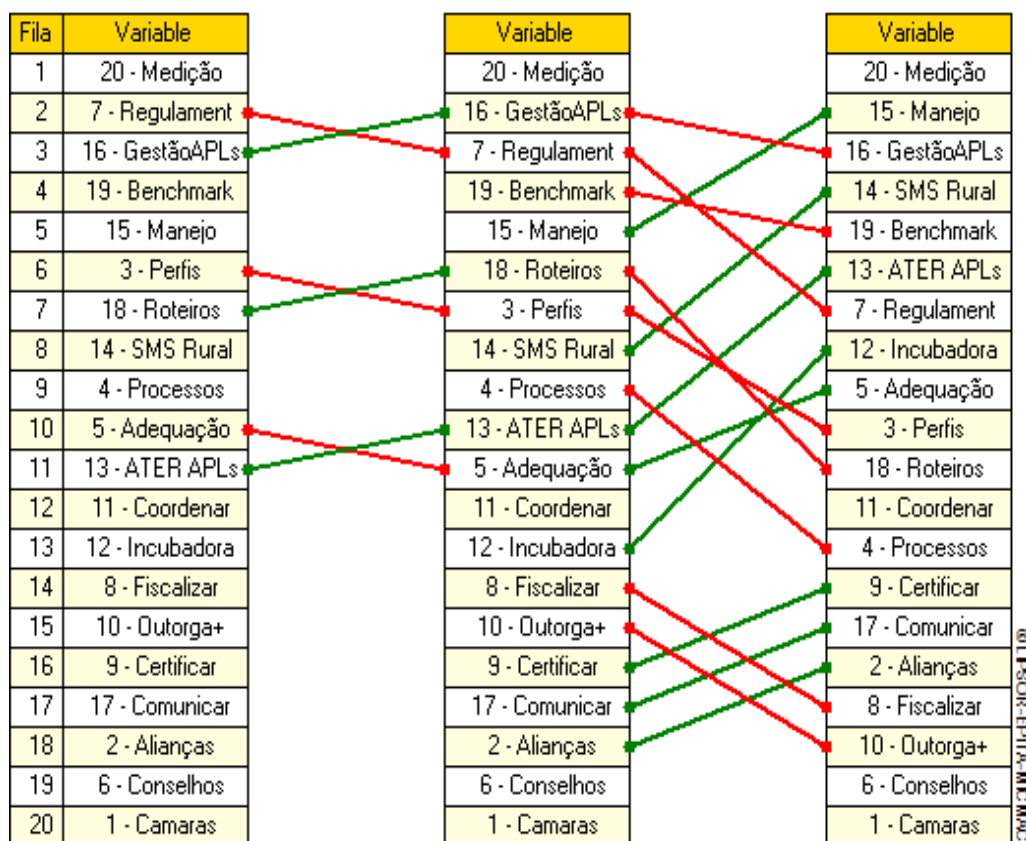 Fila Variable Variable Variable
1 20 - Medição 20 - Medição 20 - Medição
2 7 - Regulament 16 - GestãoAPLs 15 - Manejo
3 16 - GestãoAPLs 7 - Regulament 16 - GestãoAPLs
4 19 - Benchmark 19 - Benchmark 14 - SMS Rural
5 15 - Manejo 15 - Manejo 19 - Benchmark
6 3 - Perfis 18 - Roteiros 13 - ATER APLs
7 18 - Roteiros 3 - Perfis 7 - Regulament
8 14 - SMS Rural 14 - SMS Rural 12 - Incubadora
9 4 - Processos 4 - Processos 5 - Adequação
10 5 - Adequação 13 - ATER APLs 3 - Perfis
11 13 - ATER APLs 5 - Adequação 18 - Roteiros
12 11 - Coordenar 11 - Coordenar 11 - Coordenar
13 12 - Incubadora 12 - Incubadora 4 - Processos
14 8 - Fiscalizar 8 - Fiscalizar 9 - Certificar
15 10 - Outorga+ 10 - Outorga+ 17 - Comunicar
16 9 - Certificar 9 - Certificar 2 - Alianças
17 17 - Comunicar 17 - Comunicar 8 - Fiscalizar
18 2 - Alianças 2 - Alianças 10 - Outorga+
19 6 - Conselhos 6 - Conselhos 6 - Conselhos
20 1 - Camaras 1 - Camaras 1 - Camaras
© LIPSOR-EPITA-MICMAC